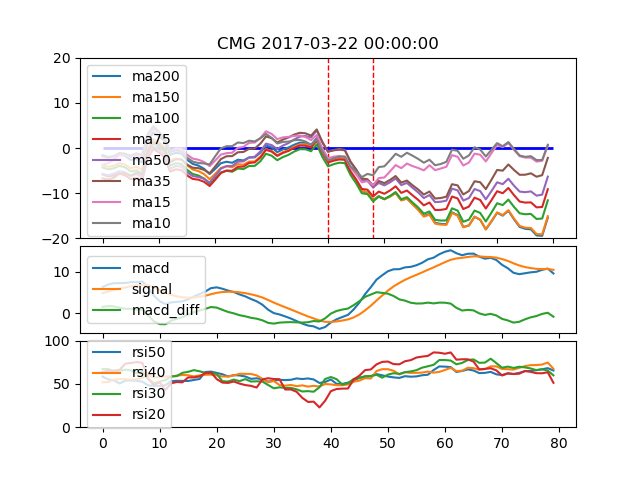 CMG 2017-03-22 00:00:00
20
10
0
−10
−20
ma200
ma150
ma100
ma75
ma50
ma35
ma15
ma10
10
0
macd
signal
macd_diff
100
50
0
rsi50
rsi40
rsi30
rsi20
0 10 20 30 40 50 60 70 80